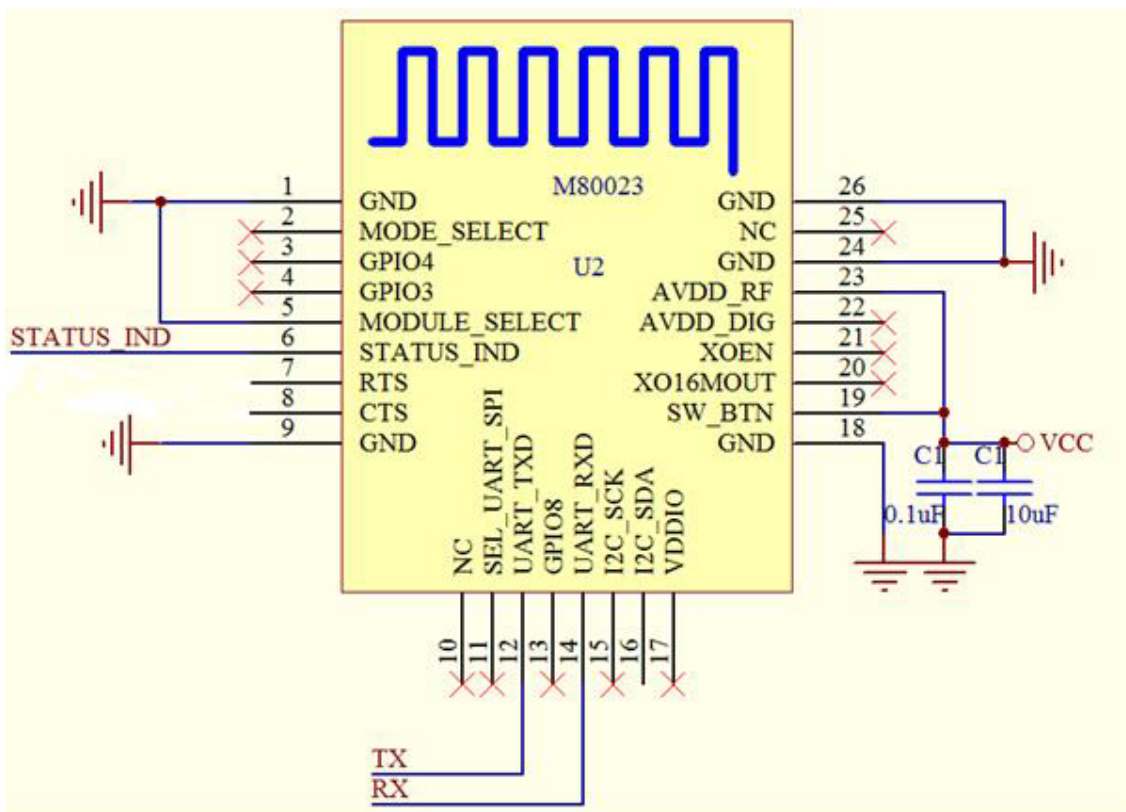 M80023
U2
1 GND
2 MODE_SELECT
3 GPIO4
4 GPIO3
5 MODULE_SELECT
STATUS_IND 6 STATUS_IND
7 RTS
8 CTS
9 GND
GND 26
NC 25
GND 24
AVDD_RF 23
AVDD_DIG 22
XOEN 21
XO16MOUT 20
SW_BTN 19
GND 18
C1 C1 VCC
0.1uF 10uF
NC 10
SEL_UART_SPI 11
UART_TXD 12
GPIO8 13
UART_RXD 14
I2C_SCK 15
I2C_SDA 16
VDDIO 17
TX
RX